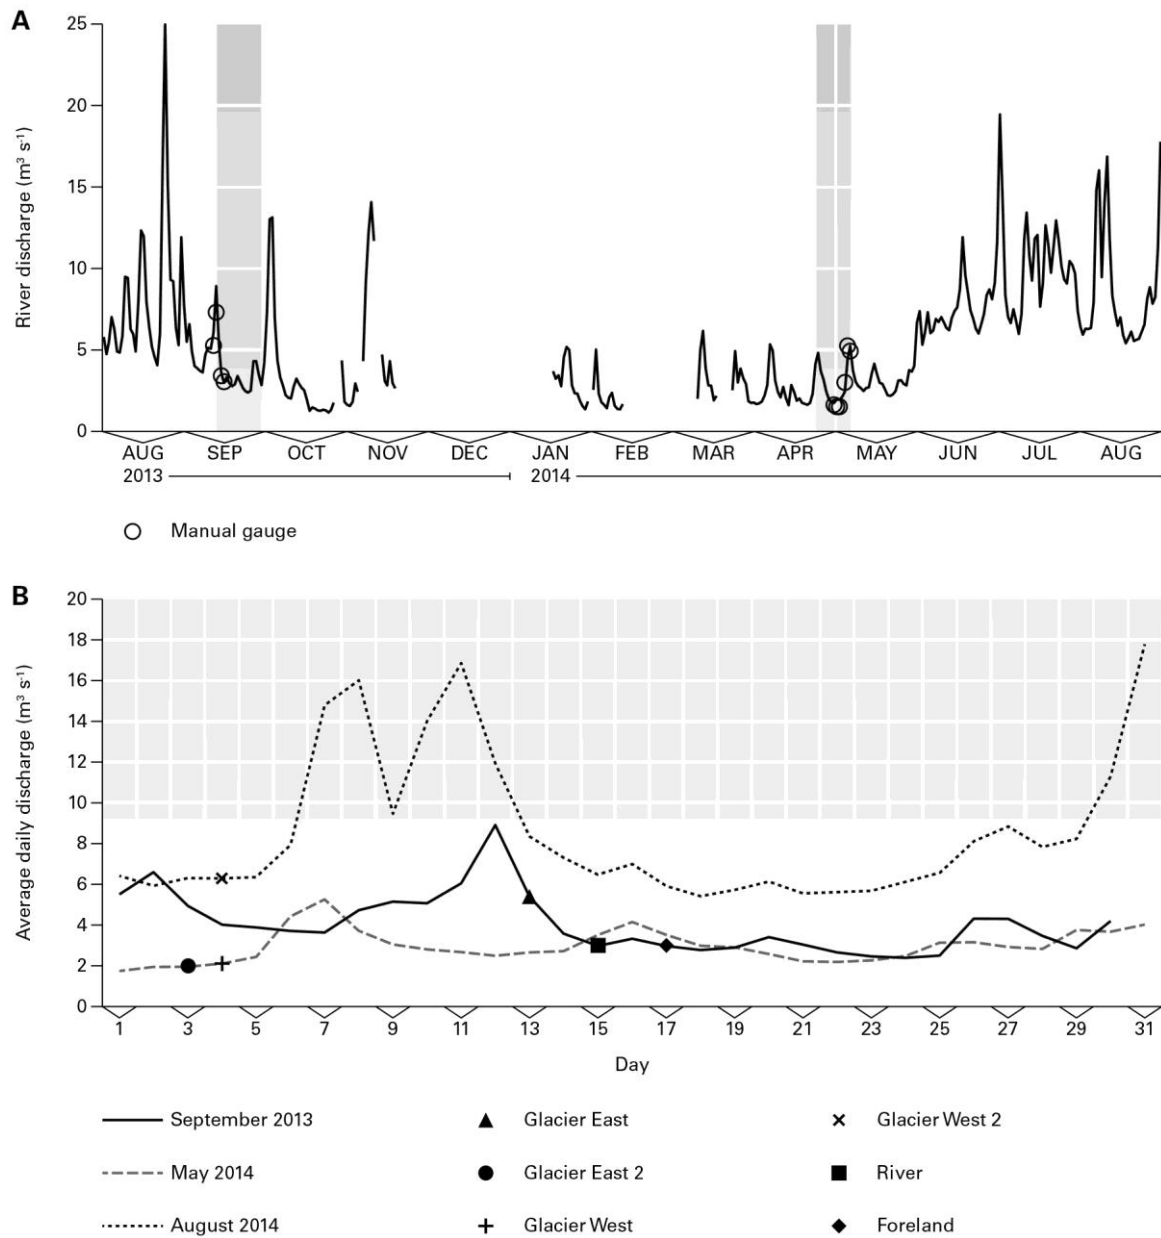 A
River discharge (m³ s⁻¹)
25
20
15
10
5
0
AUG SEP OCT NOV DEC JAN FEB MAR APR MAY JUN JUL AUG
2013 2014
Manual gauge
B
Average daily discharge (m³ s⁻¹)
20
18
16
14
12
10
8
6
4
2
0
1 3 5 7 9 11 13 15 17 19 21 23 25 27 29 31
Day
September 2013 Glacier East Glacier West 2
May 2014 Glacier East 2 River
August 2014 Glacier West Foreland